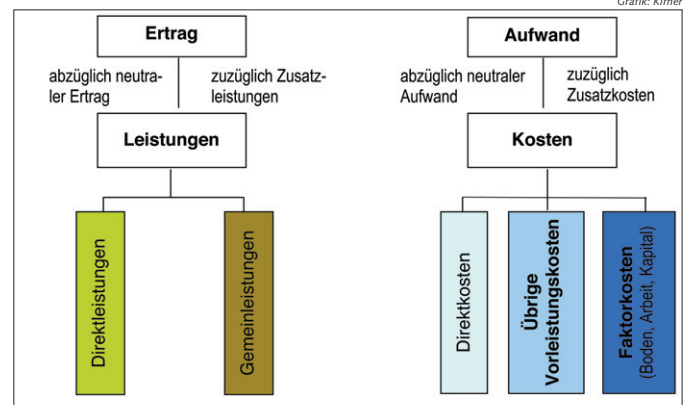 Grafik: Kirner
Ertrag
abzüglich neutra-
ler Ertrag
zuzüglich Zusatz-
leistungen
Leistungen
Direktleistungen
Gemeinleistungen
Aufwand
abzüglich neutraler
Aufwand
zuzüglich
Zusatzkosten
Kosten
Direktkosten
Übrige
Vorleistungskosten
Faktorkosten
(Boden, Arbeit, Kapital)